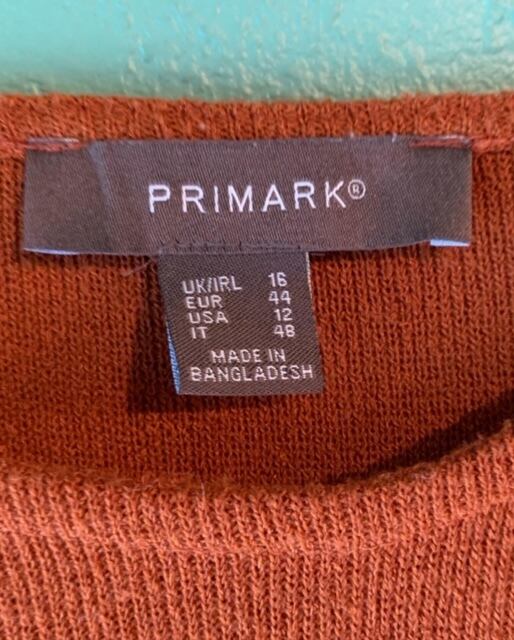 PRIMARK®
UK/IRL 16
EUR 44
USA 12
IT 48
MADE IN
BANGLADESH